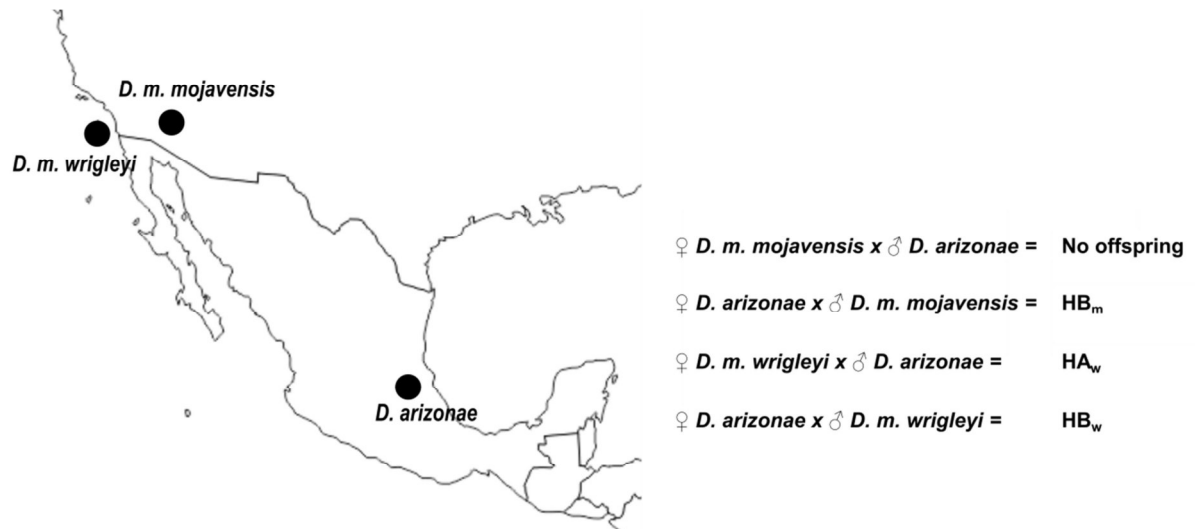 D. m. mojavensis
D. m. wrigleyi
D. arizonae
♀ D. m. mojavensis x ♂ D. arizonae = No offspring
♀ D. arizonae x ♂ D. m. mojavensis = HBm
♀ D. m. wrigleyi x ♂ D. arizonae = HAw
♀ D. arizonae x ♂ D. m. wrigleyi = HBw